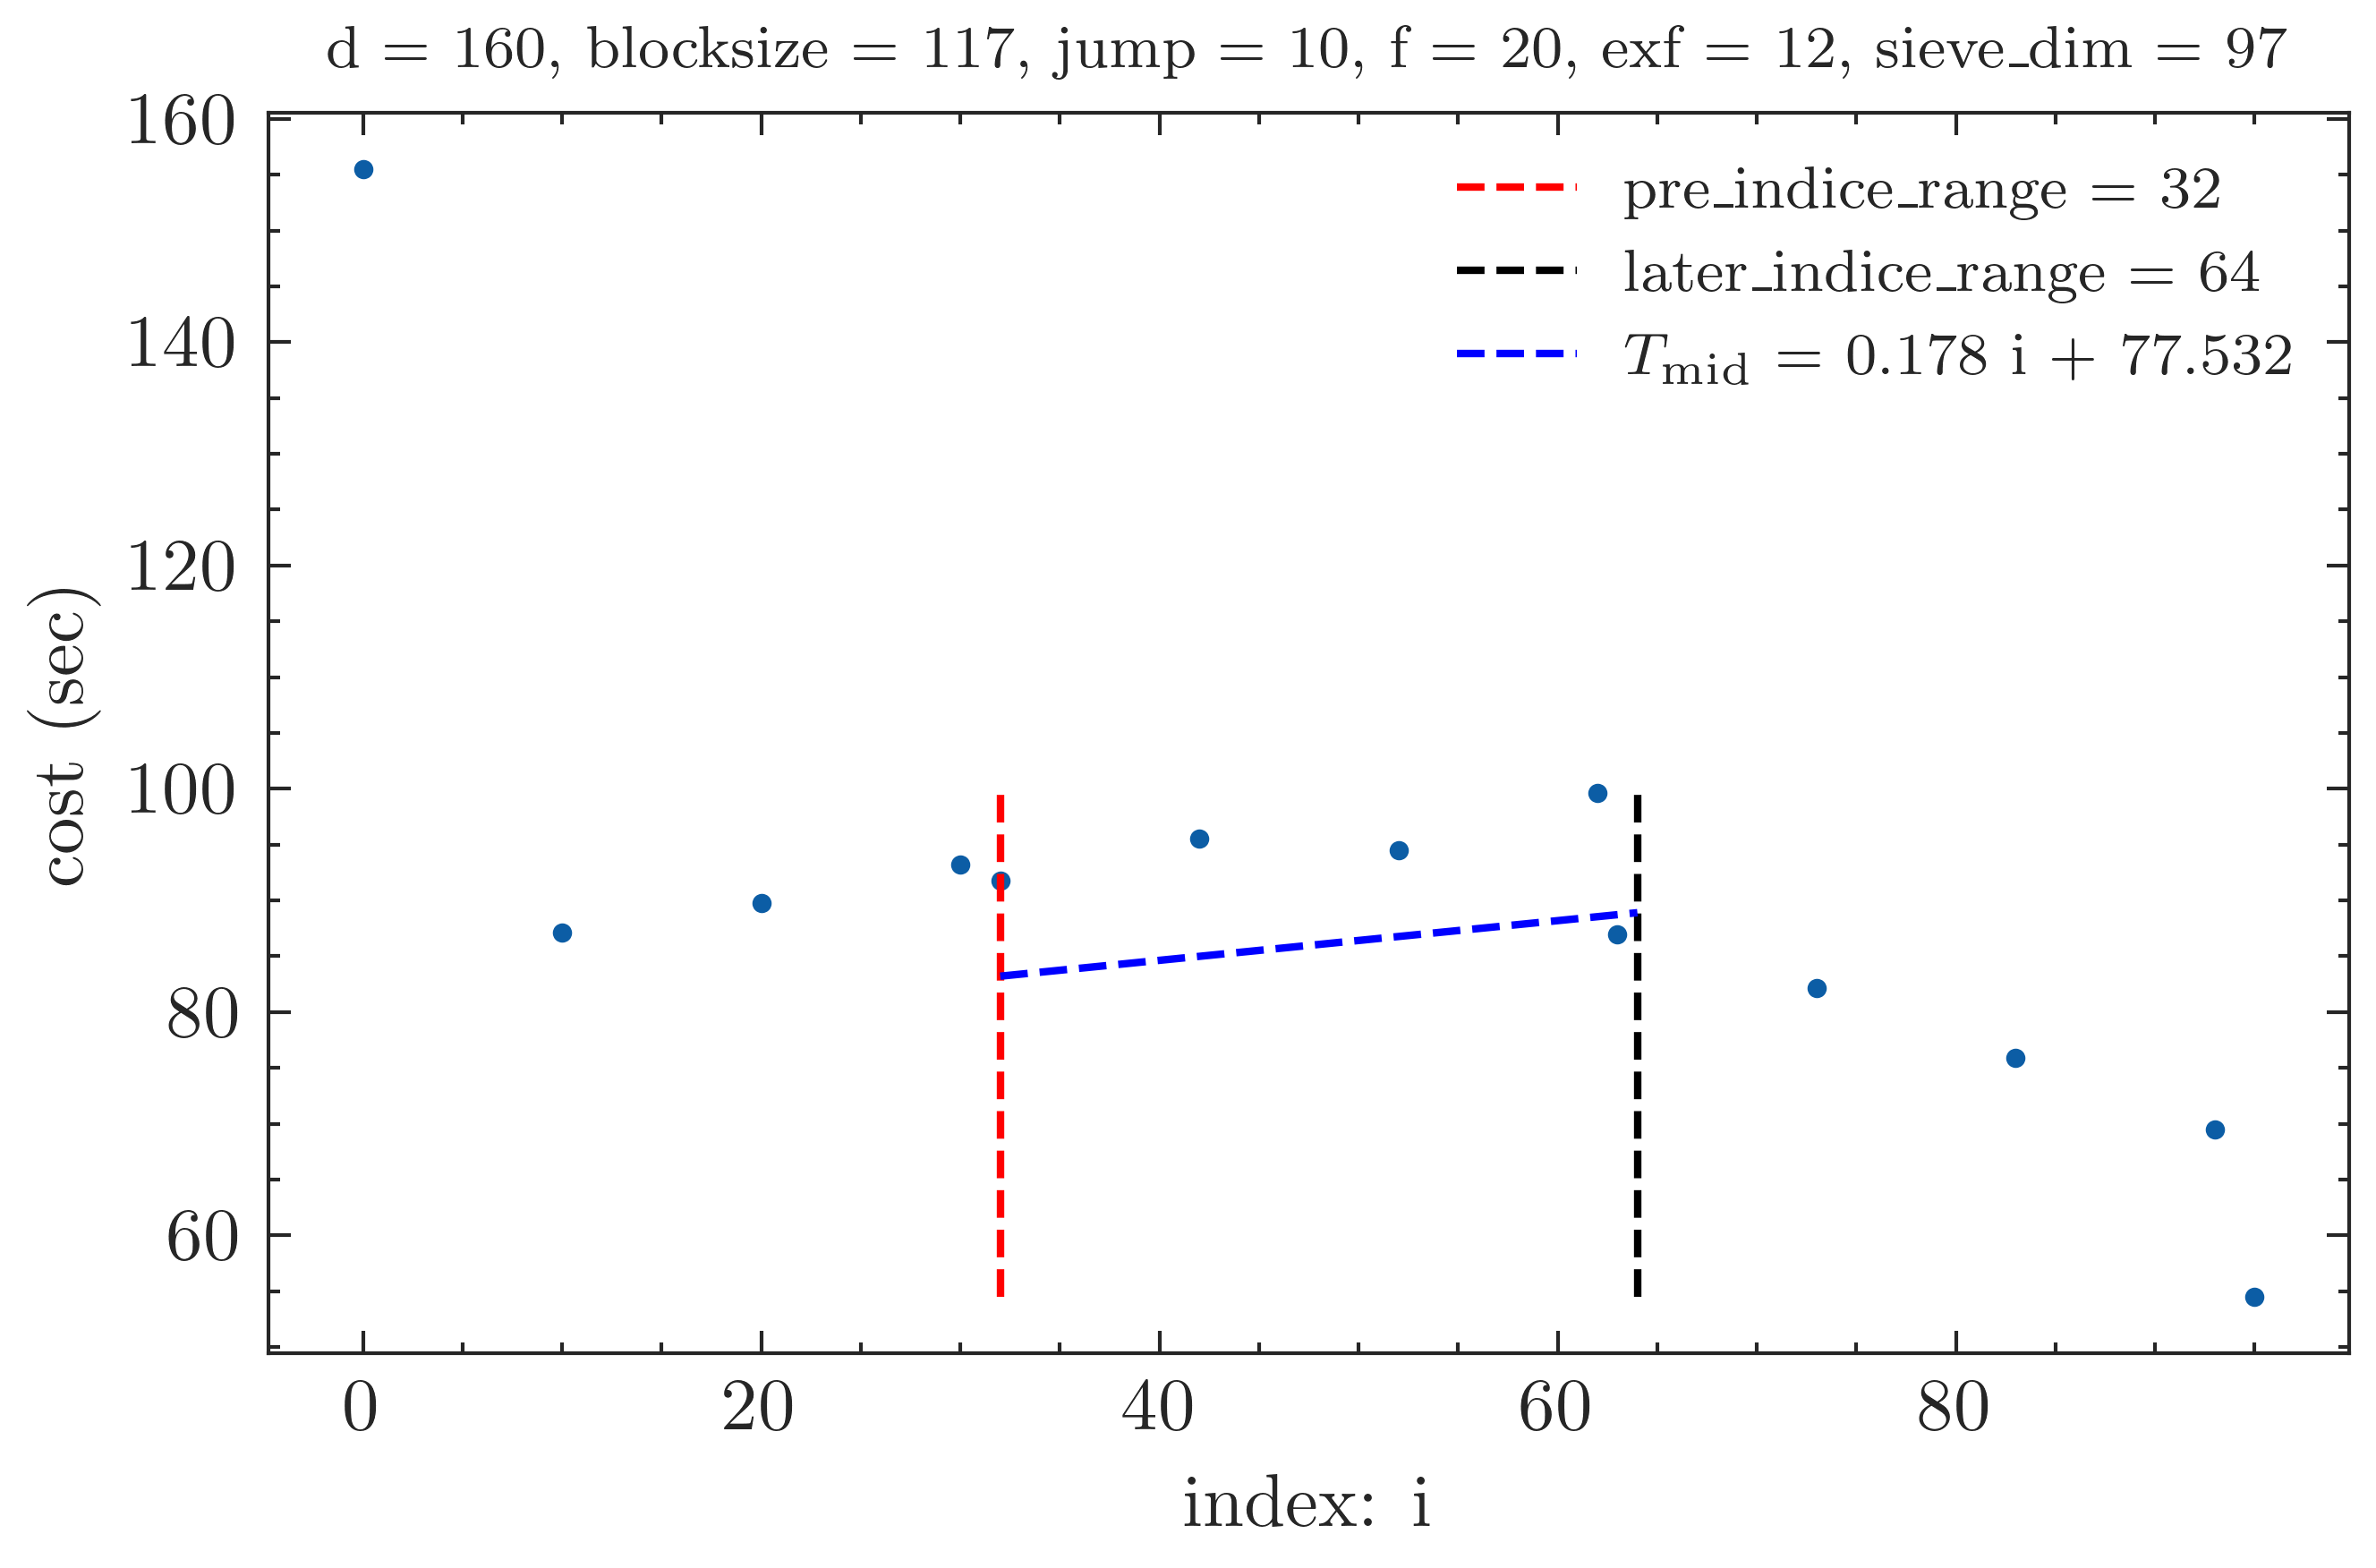 d = 160, blocksize = 117, jump = 10, f = 20, exf = 12, sieve_dim = 97
160
140
120
100
80
60
cost (sec)
pre_indice_range = 32
later_indice_range = 64
T_mid = 0.178 i + 77.532
0
20
40
60
80
index: i